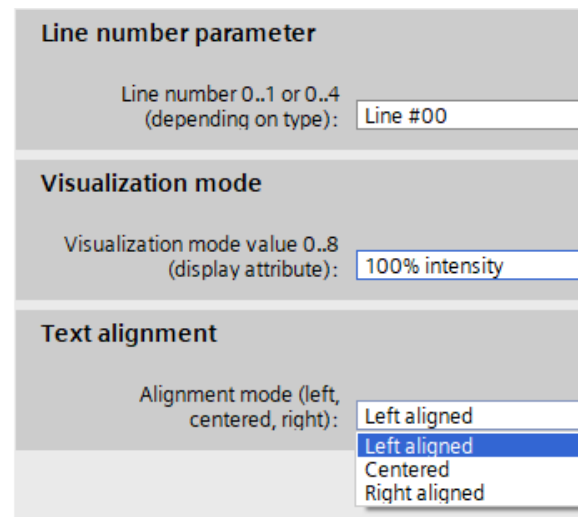 Line number parameter
Line number 0..1 or 0..4
(depending on type):
Line #00
Visualization mode
Visualization mode value 0..8
(display attribute):
100% intensity
Text alignment
Alignment mode (left,
centered, right):
Left aligned
Left aligned
Centered
Right aligned